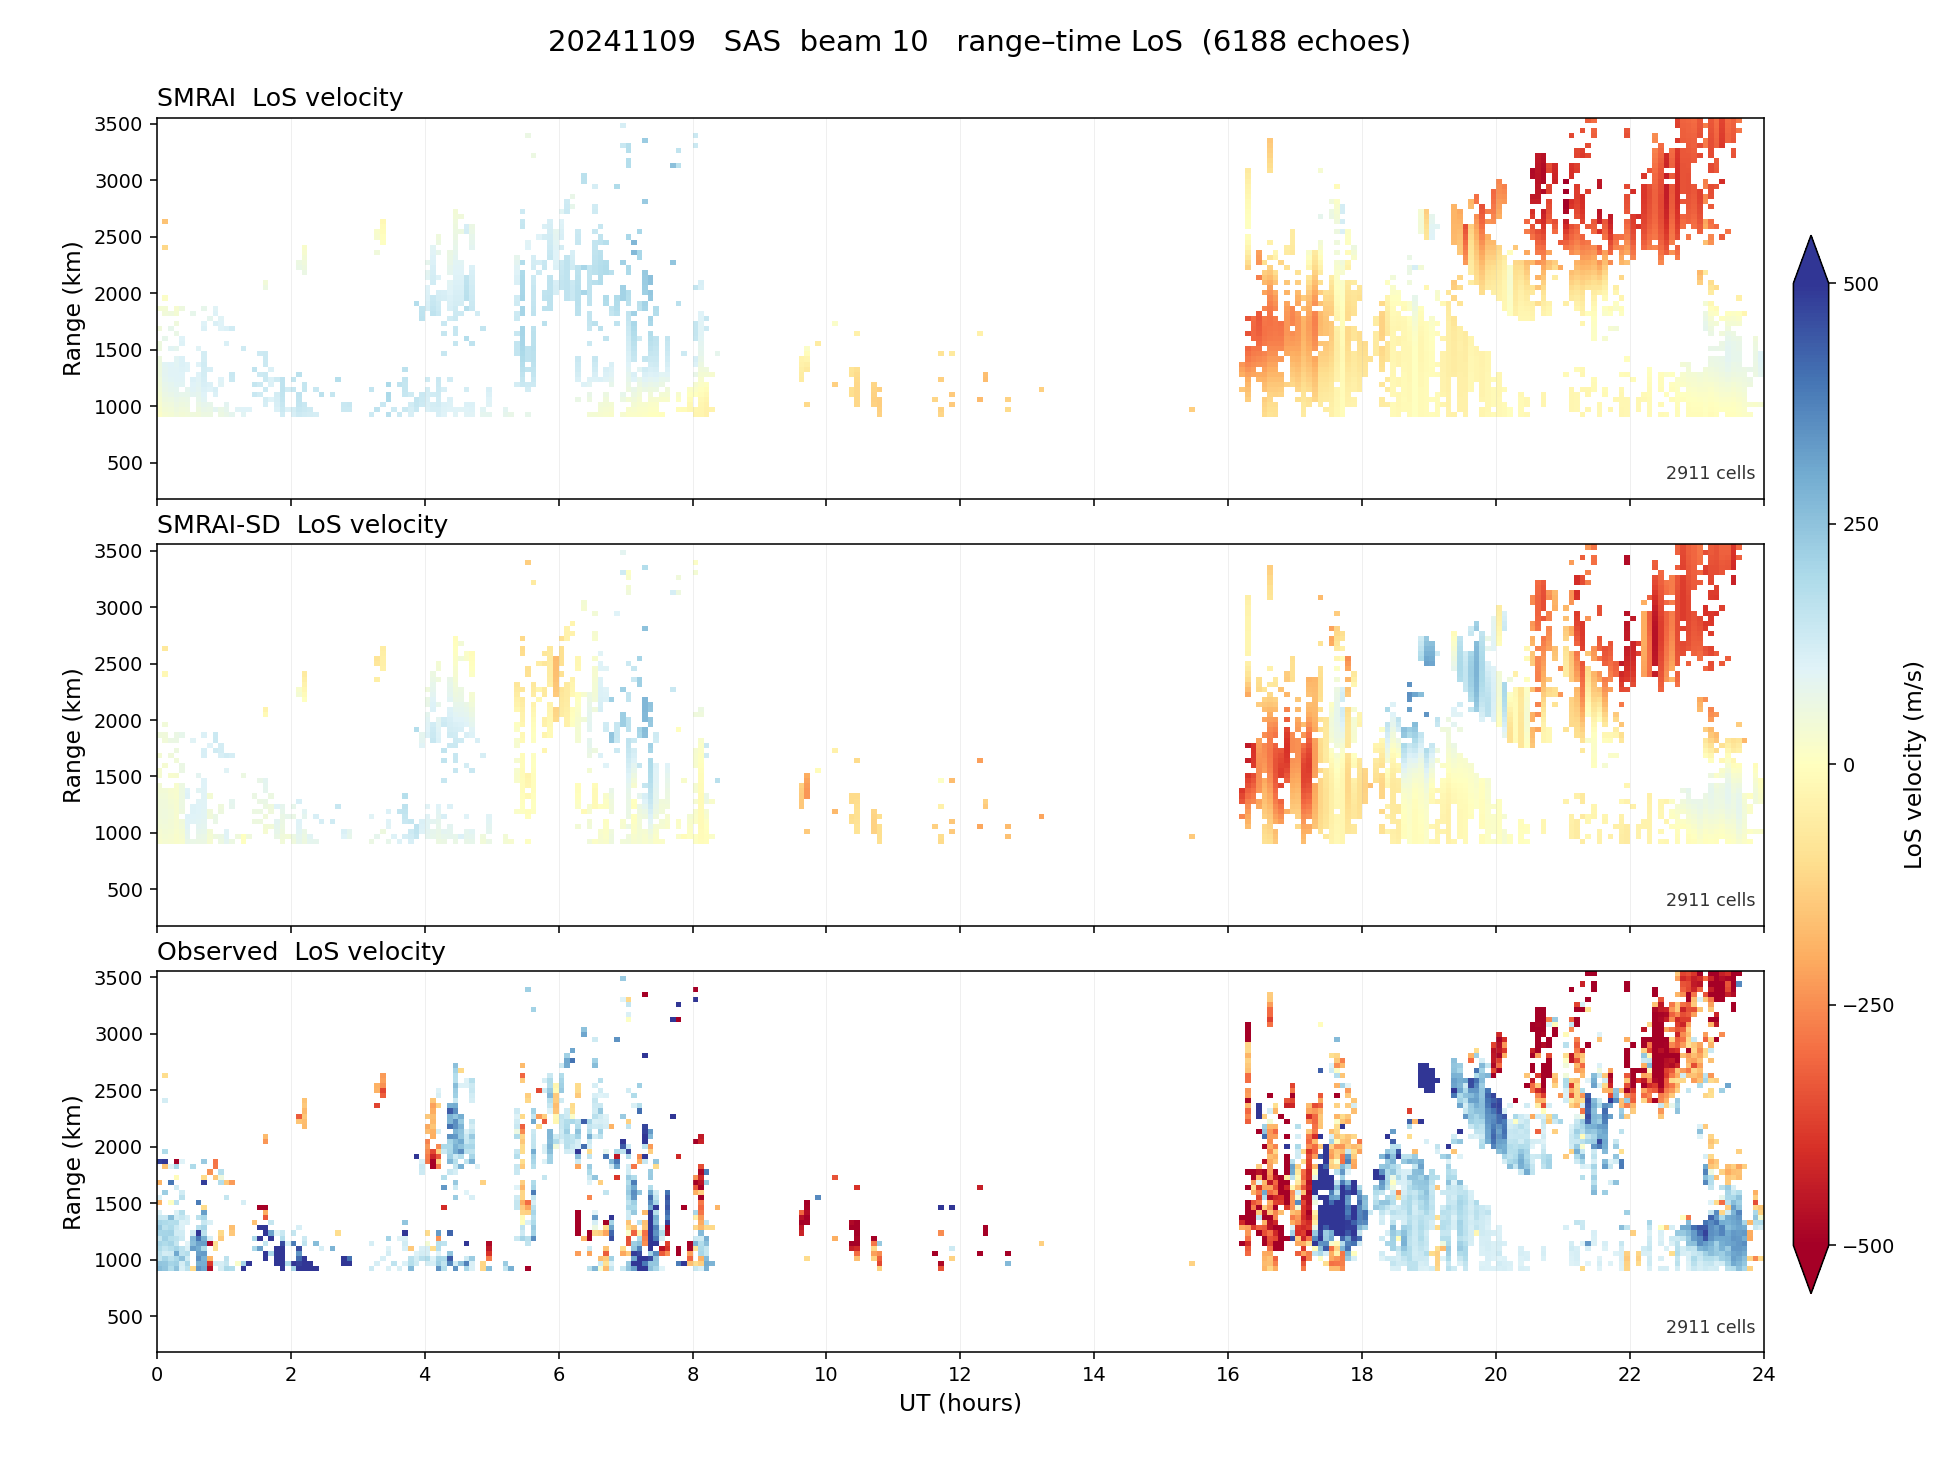 20241109 SAS beam 10 range–time LoS (6188 echoes)
SMRAI LoS velocity
3500
3000
2500
2000
1500
1000
500
Range (km)
2911 cells
SMRAI-SD LoS velocity
3500
3000
2500
2000
1500
1000
500
Range (km)
2911 cells
Observed LoS velocity
3500
3000
2500
2000
1500
1000
500
Range (km)
2911 cells
0 2 4 6 8 10 12 14 16 18 20 22 24
UT (hours)
500
250
0
−250
−500
LoS velocity (m/s)